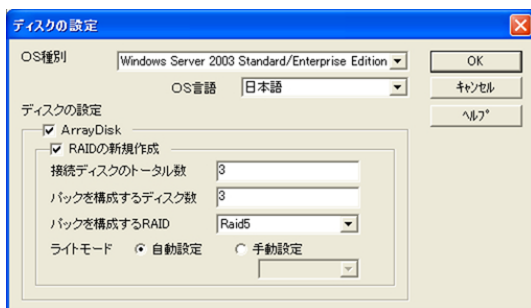 ディスクの設定
OS種別 Windows Server 2003 Standard/Enterprise Edition
OK
OS言語 日本語
キャンセル
ヘルプ
ディスクの設定
ArrayDisk
RAIDの新規作成
接続ディスクのトータル数 3
パックを構成するディスク数 3
パックを構成するRAID Raid5
ライトモード 自動設定 手動設定